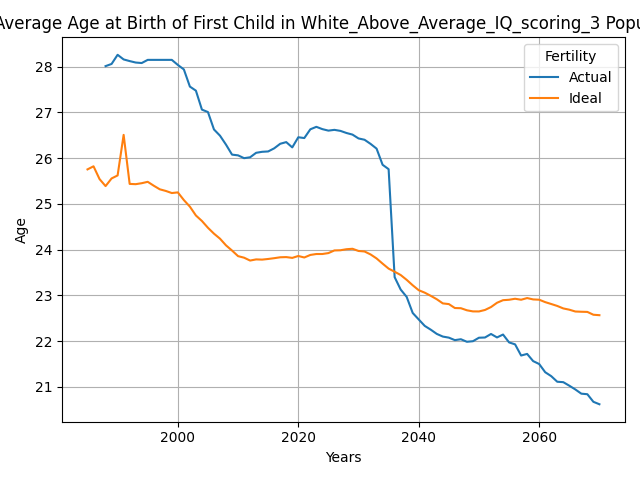 Average Age at Birth of First Child in White_Above_Average_IQ_scoring_3
Fertility
Actual
Ideal
28
27
26
25
24
23
22
21
Age
2000
2020
2040
2060
Years